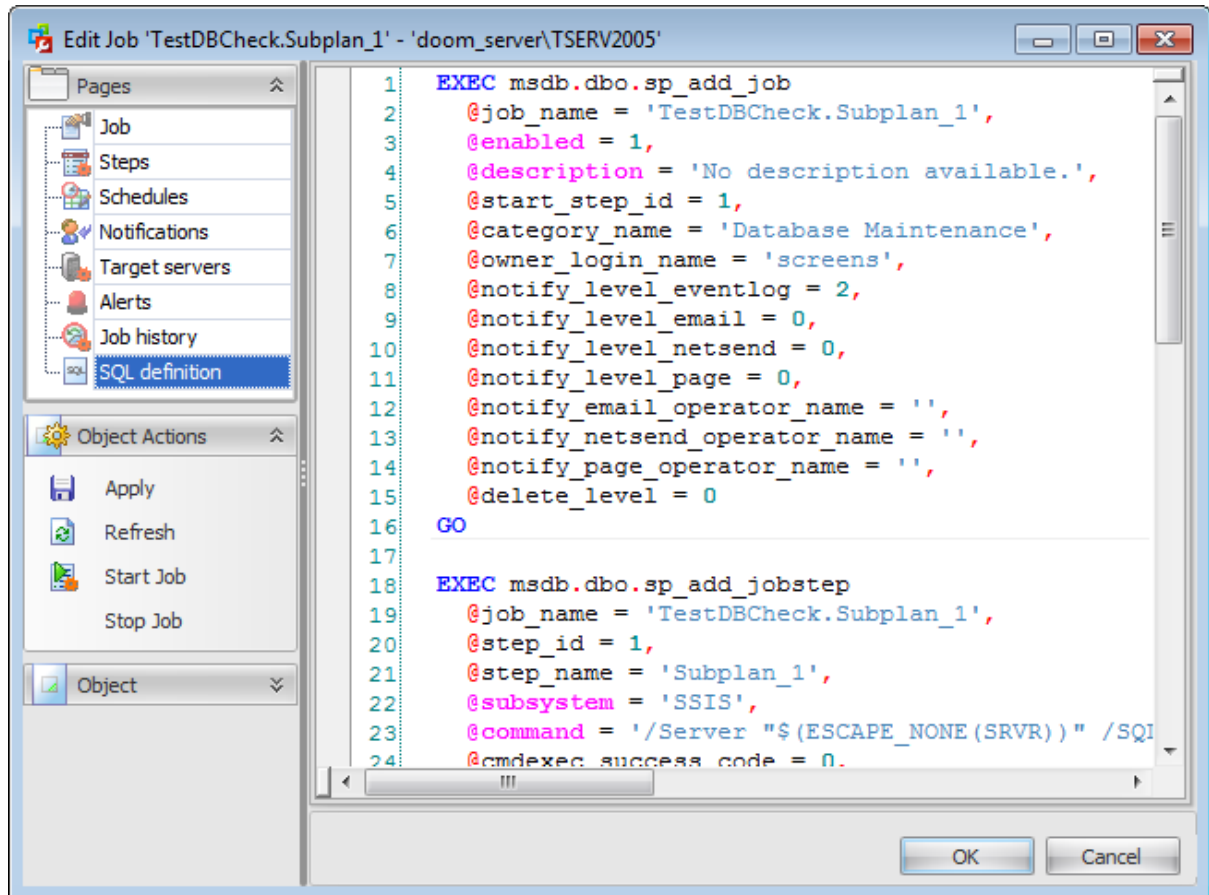 Edit Job 'TestDBCheck.Subplan_1' - 'doom_server\TSERV2005'
Pages
Job
Steps
Schedules
Notifications
Target servers
Alerts
Job history
SQL
SQL definition
Object Actions
Apply
Refresh
Start Job
Stop Job
Object
1 EXEC msdb.dbo.sp_add_job
2 @job_name = 'TestDBCheck.Subplan_1',
3 @enabled = 1,
4 @description = 'No description available.',
5 @start_step_id = 1,
6 @category_name = 'Database Maintenance',
7 @owner_login_name = 'screens',
8 @notify_level_eventlog = 2,
9 @notify_level_email = 0,
10 @notify_level_netsend = 0,
11 @notify_level_page = 0,
12 @notify_email_operator_name = '',
13 @notify_netsend_operator_name = '',
14 @notify_page_operator_name = '',
15 @delete_level = 0
16 GO
17
18 EXEC msdb.dbo.sp_add_jobstep
19 @job_name = 'TestDBCheck.Subplan_1',
20 @step_id = 1,
21 @step_name = 'Subplan_1',
22 @subsystem = 'SSIS',
23 @command = '/Server "$(ESCAPE_NONE(SRVR))" /SQL
24 @cmdexec_success_code = 0,
OK
Cancel